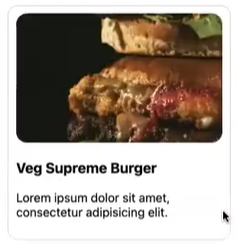 Veg Supreme Burger
Lorem ipsum dolor sit amet,
consectetur adipisicing elit.